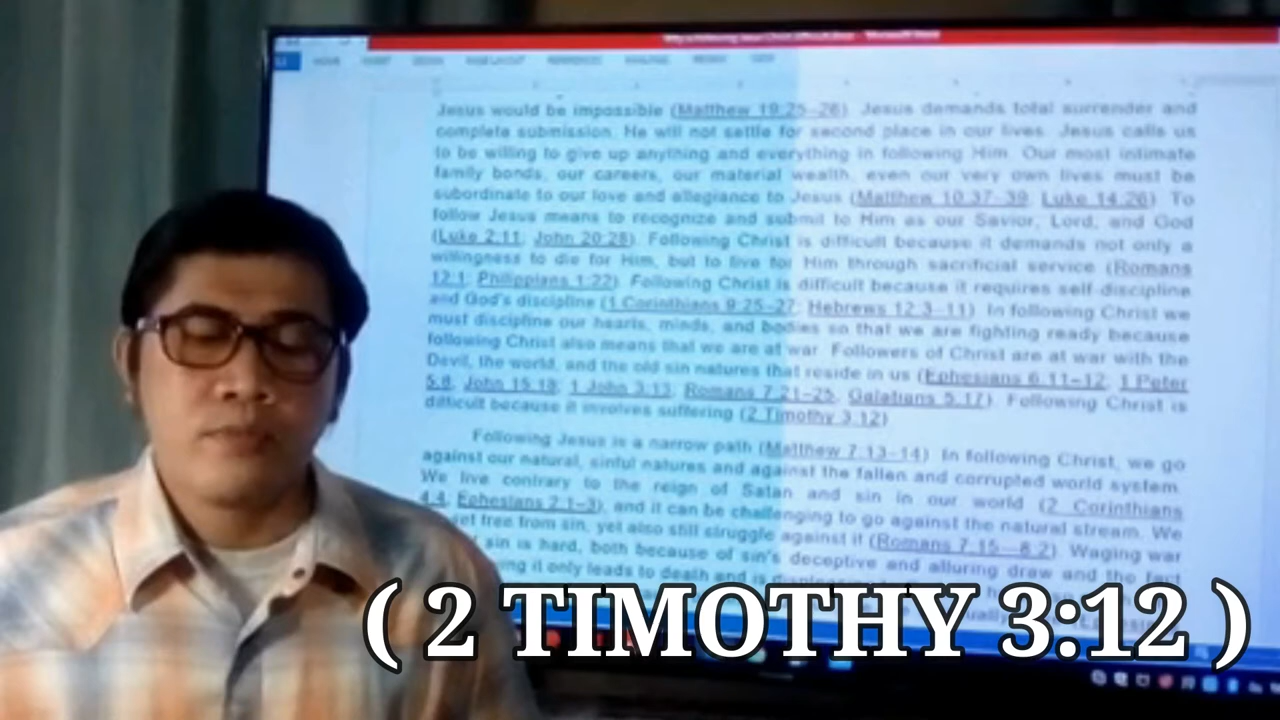 Jesus would be impossible (Matthew 19:25–26). Jesus demands total surrender and
complete submission. He will not settle for second place in our lives. Jesus calls us
to be willing to give up anything and everything in following Him. Our most intimate
family bonds, our careers, our material wealth, even our very own lives must be
subordinate to our love and allegiance to Jesus (Matthew 10:37–39; Luke 14:26). To
follow Jesus means to recognize and submit to Him as our Savior, Lord, and God
(Luke 2:11; John 20:28). Following Christ is difficult because it demands not only a
willingness to die for Him, but to live for Him through sacrificial service (Romans
12:1; Philippians 1:22). Following Christ is difficult because it requires self-discipline
and God's discipline (1 Corinthians 9:25–27; Hebrews 12:3–11). In following Christ we
must discipline our hearts, minds, and bodies so that we are fighting ready because
following Christ also means that we are at war. Followers of Christ are at war with the
Devil, the world, and the old sin natures that reside in us (Ephesians 6:11–12; 1 Peter
5:8; John 15:18; 1 John 3:13; Romans 7:21–25; Galatians 5:17). Following Christ is
difficult because it involves suffering (2 Timothy 3:12)
Following Jesus is a narrow path (Matthew 7:13–14). In following Christ, we go
against our natural, sinful natures and against the fallen and corrupted world system.
We live contrary to the reign of Satan and sin in our world (2 Corinthians
4:4; Ephesians 2:1–3), and it can be challenging to go against the natural stream. We
set free from sin, yet also still struggle against it (Romans 7:15—8:2). Waging war
sin is hard, both because of sin's deceptive and alluring draw and the fact
it only leads to death and is
( 2 TIMOTHY 3:12 )